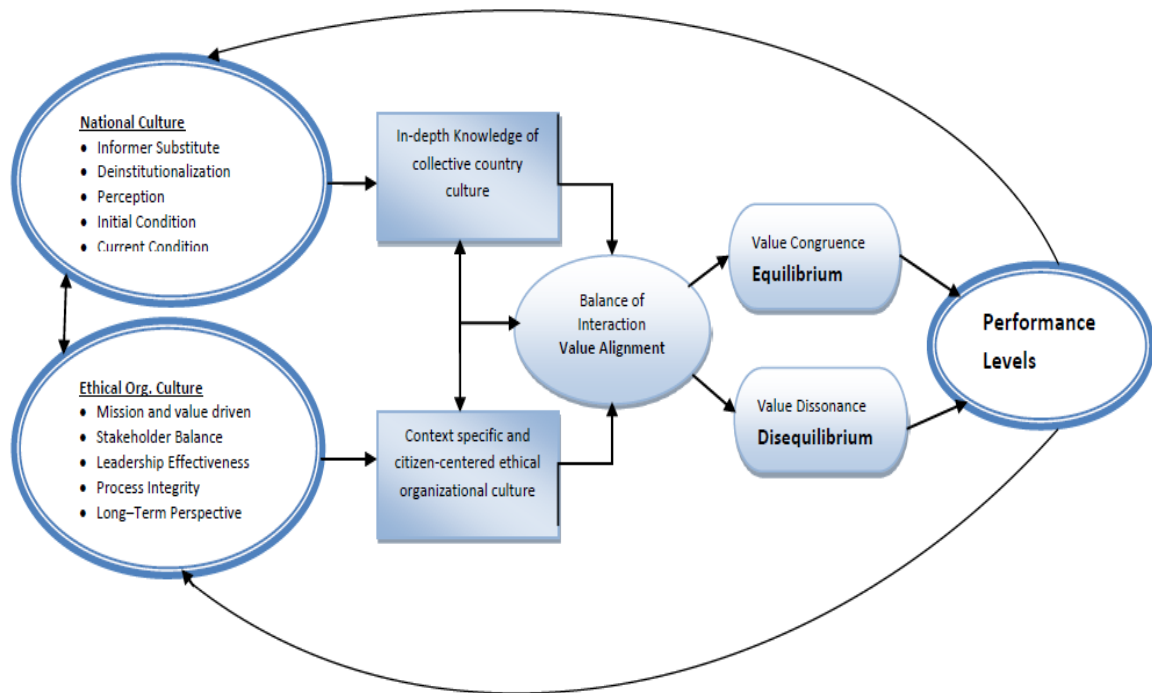 National Culture
● Informer Substitute
● Deinstitutionalization
● Perception
● Initial Condition
● Current Condition
Ethical Org. Culture
● Mission and value driven
● Stakeholder Balance
● Leadership Effectiveness
● Process Integrity
● Long–Term Perspective
In-depth Knowledge of
collective country
culture
Context specific and
citizen-centered ethical
organizational culture
Balance of
Interaction
Value Alignment
Value Congruence
Equilibrium
Value Dissonance
Disequilibrium
Performance
Levels